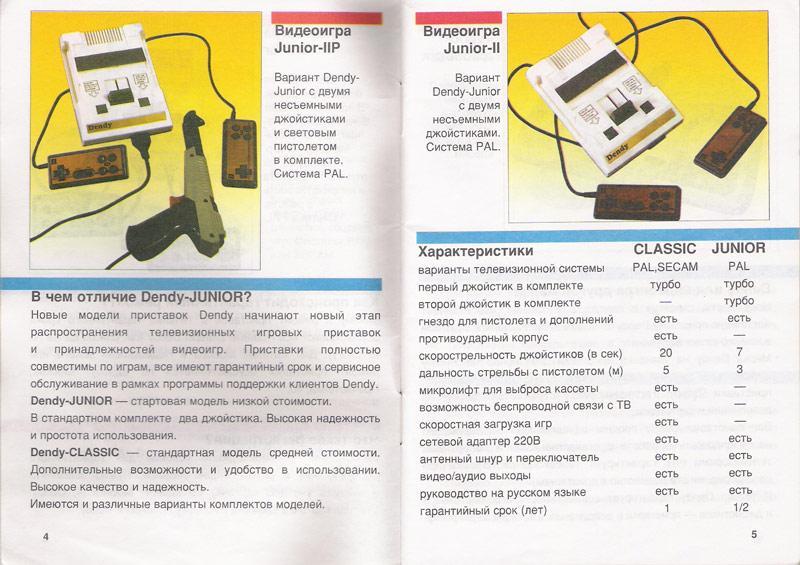 Видеоигра
Junior-IIP
Вариант Dendy-
Junior с двумя
несъемными
джойстиками
и световым
пистолетом
в комплекте.
Система PAL.
Dendy
В чем отличие Dendy-JUNIOR?
Новые модели приставок Dendy начинают новый этап
распространения телевизионных игровых приставок
и принадлежностей видеоигр. Приставки полностью
совместимы по играм, все имеют гарантийный срок и сервисное
обслуживание в рамках программы поддержки клиентов Dendy.
Dendy-JUNIOR — стартовая модель низкой стоимости.
В стандартном комплекте два джойстика. Высокая надежность
и простота использования.
Dendy-CLASSIC — стандартная модель средней стоимости.
Дополнительные возможности и удобство в использовании.
Высокое качество и надежность.
Имеются и различные варианты комплектов моделей.
4
Видеоигра
Junior-II
Вариант
Dendy-Junior
с двумя
несъемными
джойстиками.
Система PAL.
Dendy
Характеристики CLASSIC JUNIOR
варианты телевизионной системы PAL,SECAM PAL
первый джойстик в комплекте турбо турбо
второй джойстик в комплекте — турбо
гнездо для пистолета и дополнений есть есть
противоударный корпус есть —
скорострельность джойстиков (в сек) 20 7
дальность стрельбы с пистолетом (м) 5 3
микролифт для выброса кассеты есть —
возможность беспроводной связи с ТВ есть —
скоростная загрузка игр есть —
сетевой адаптер 220В есть есть
антенный шнур и переключатель есть есть
видео/аудио выходы есть есть
руководство на русском языке есть есть
гарантийный срок (лет) 1 1/2
5